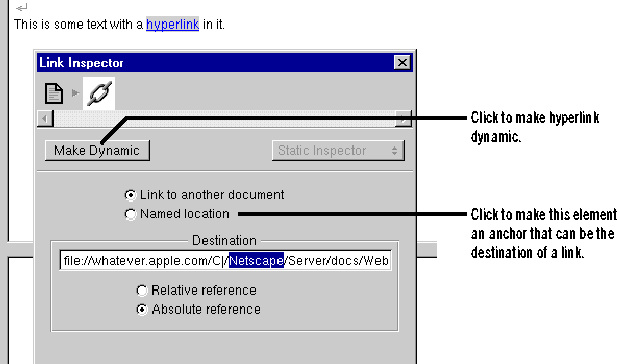 This is some text with a hyperlink in it.
Link Inspector
Make Dynamic
Static Inspector
Click to make hyperlink
dynamic.
Link to another document
Named location
Click to make this element
an anchor that can be the
destination of a link.
Destination
file://whatever.apple.com/C|/Netscape/Server/docs/Web
Relative reference
Absolute reference